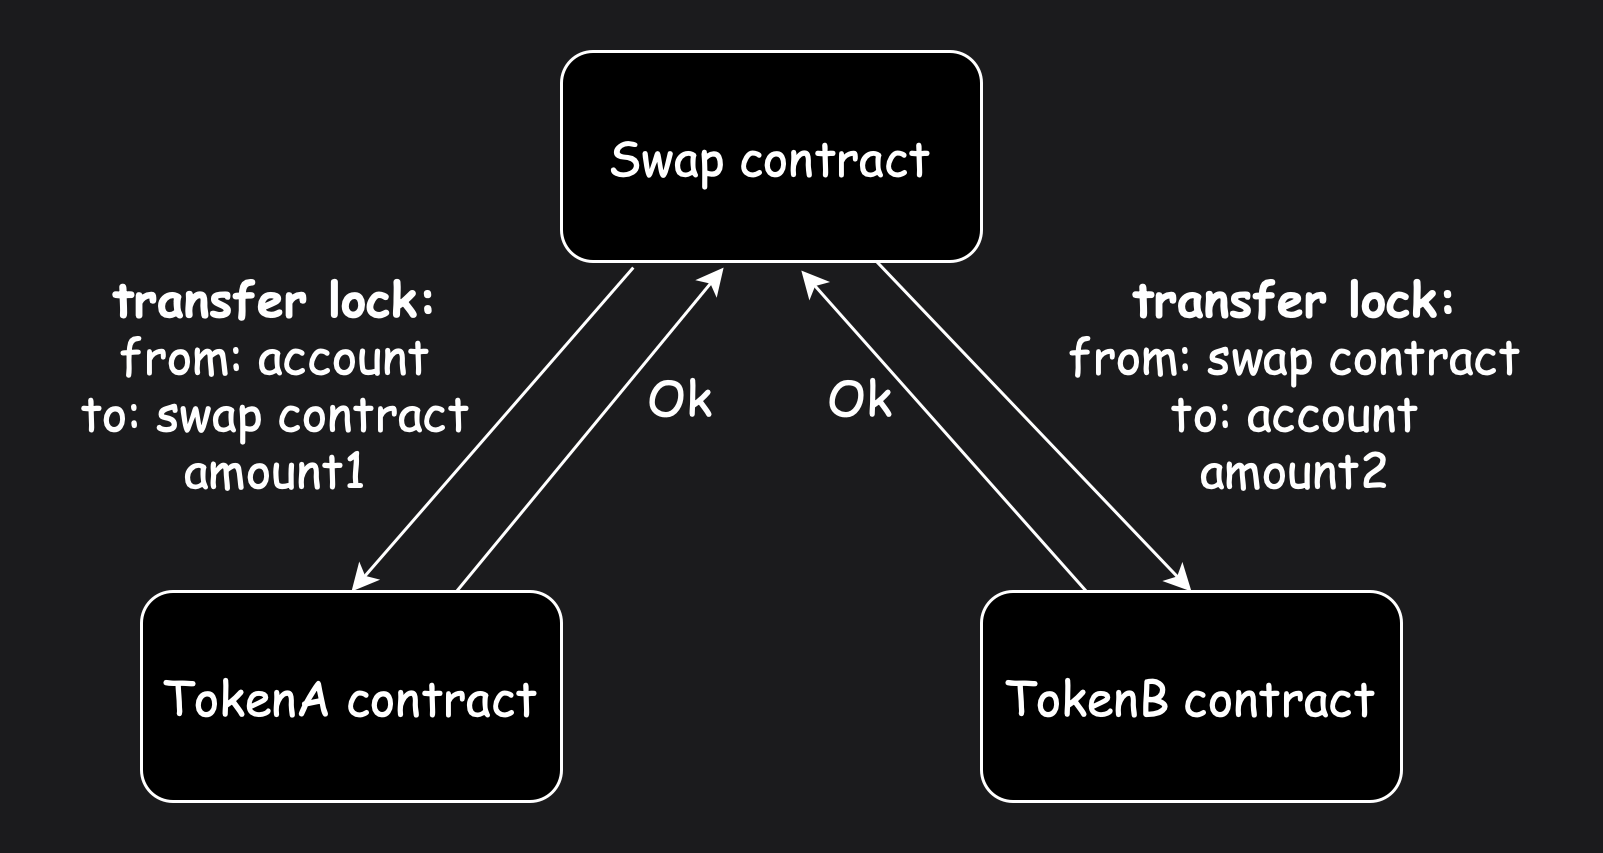 Swap contract
transfer lock:
from: account
to: swap contract
amount1
Ok
Ok
transfer lock:
from: swap contract
to: account
amount2
TokenA contract
TokenB contract